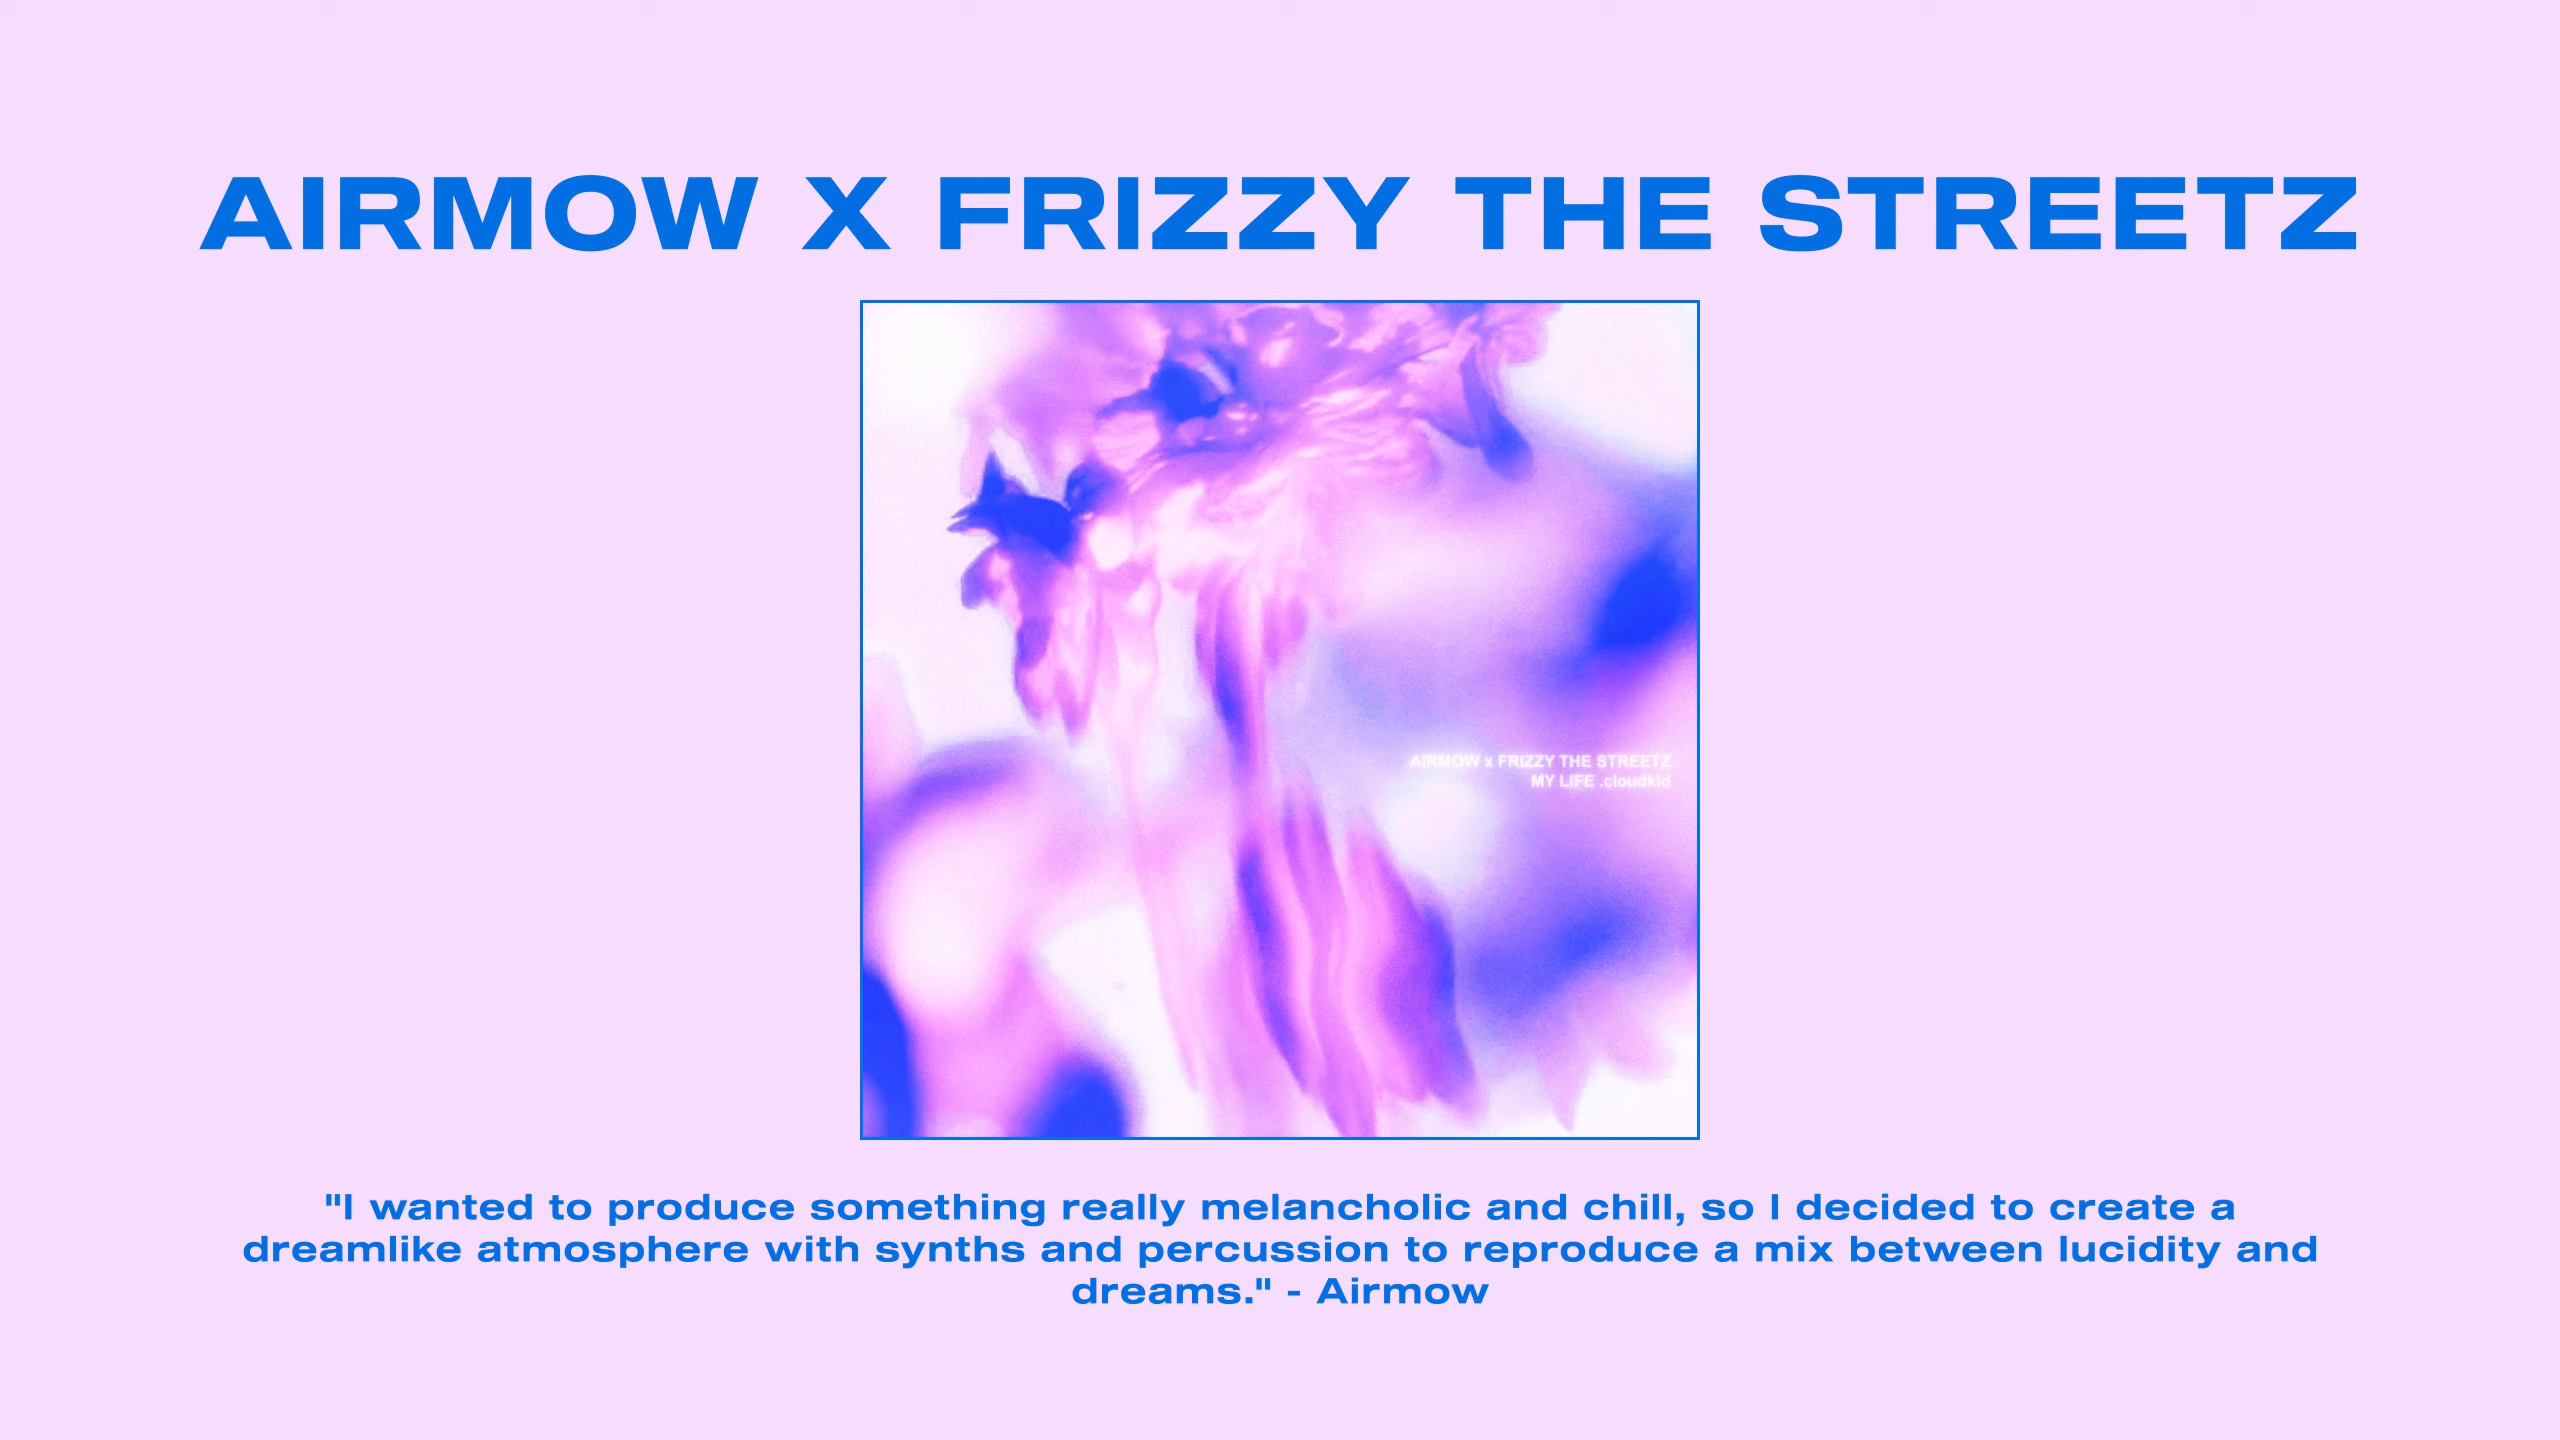 AIRMOW X FRIZZY THE STREETZ
AIRMOW x FRIZZY THE STREETZ
MY LIFE .cloudkid
"I wanted to produce something really melancholic and chill, so I decided to create a
dreamlike atmosphere with synths and percussion to reproduce a mix between lucidity and
dreams." - Airmow